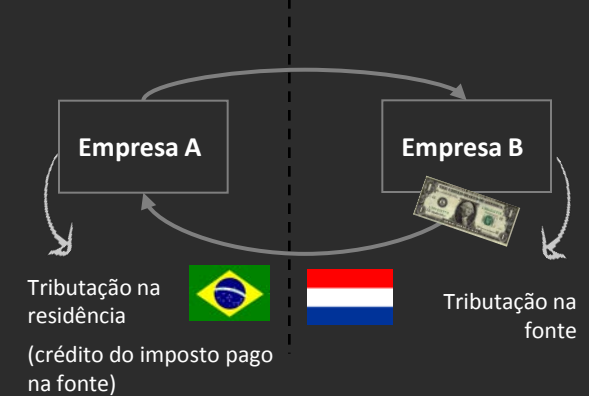 Empresa A
Empresa B
Tributação na
residência
(crédito do imposto pago
na fonte)
Tributação na
fonte